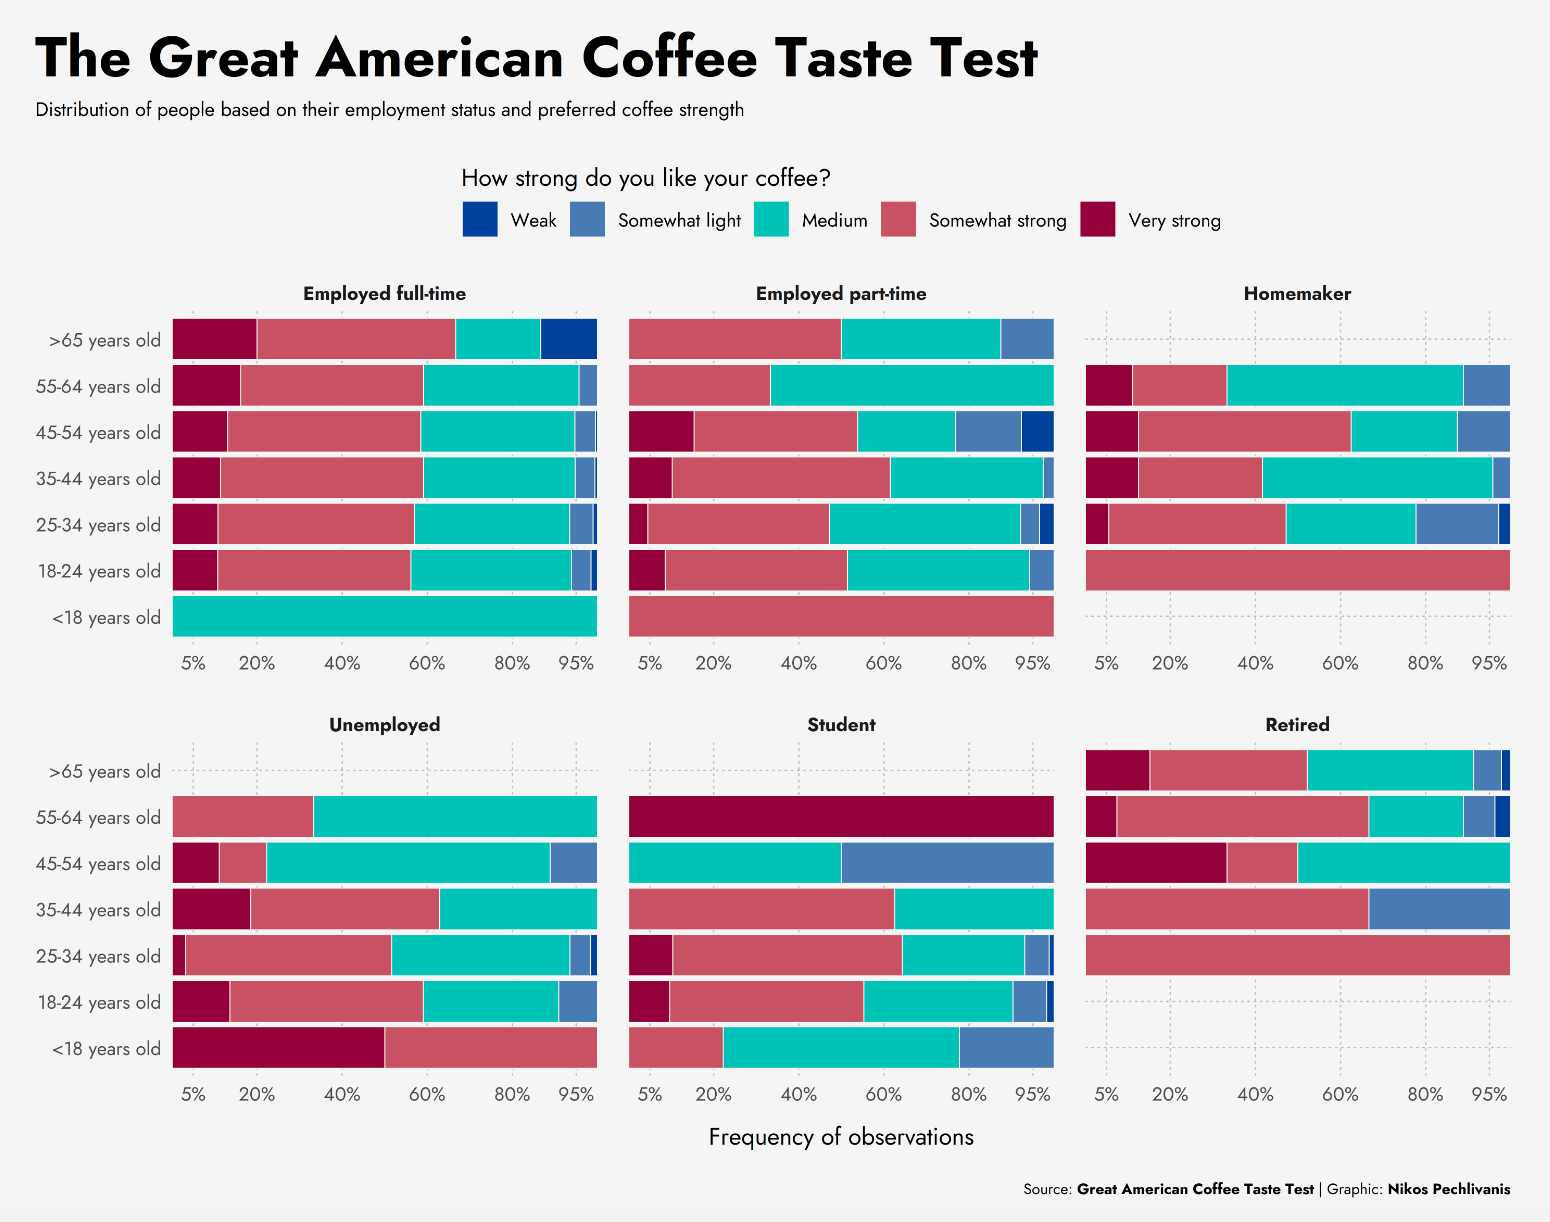 The Great American Coffee Taste Test
Distribution of people based on their employment status and preferred coffee strength
How strong do you like your coffee?
Weak Somewhat light Medium Somewhat strong Very strong
Employed full-time Employed part-time Homemaker
>65 years old
55-64 years old
45-54 years old
35-44 years old
25-34 years old
18-24 years old
<18 years old
5% 20% 40% 60% 80% 95% 5% 20% 40% 60% 80% 95% 5% 20% 40% 60% 80% 95%
Unemployed Student Retired
>65 years old
55-64 years old
45-54 years old
35-44 years old
25-34 years old
18-24 years old
<18 years old
5% 20% 40% 60% 80% 95% 5% 20% 40% 60% 80% 95% 5% 20% 40% 60% 80% 95%
Frequency of observations
Source: Great American Coffee Taste Test | Graphic: Nikos Pechlivanis